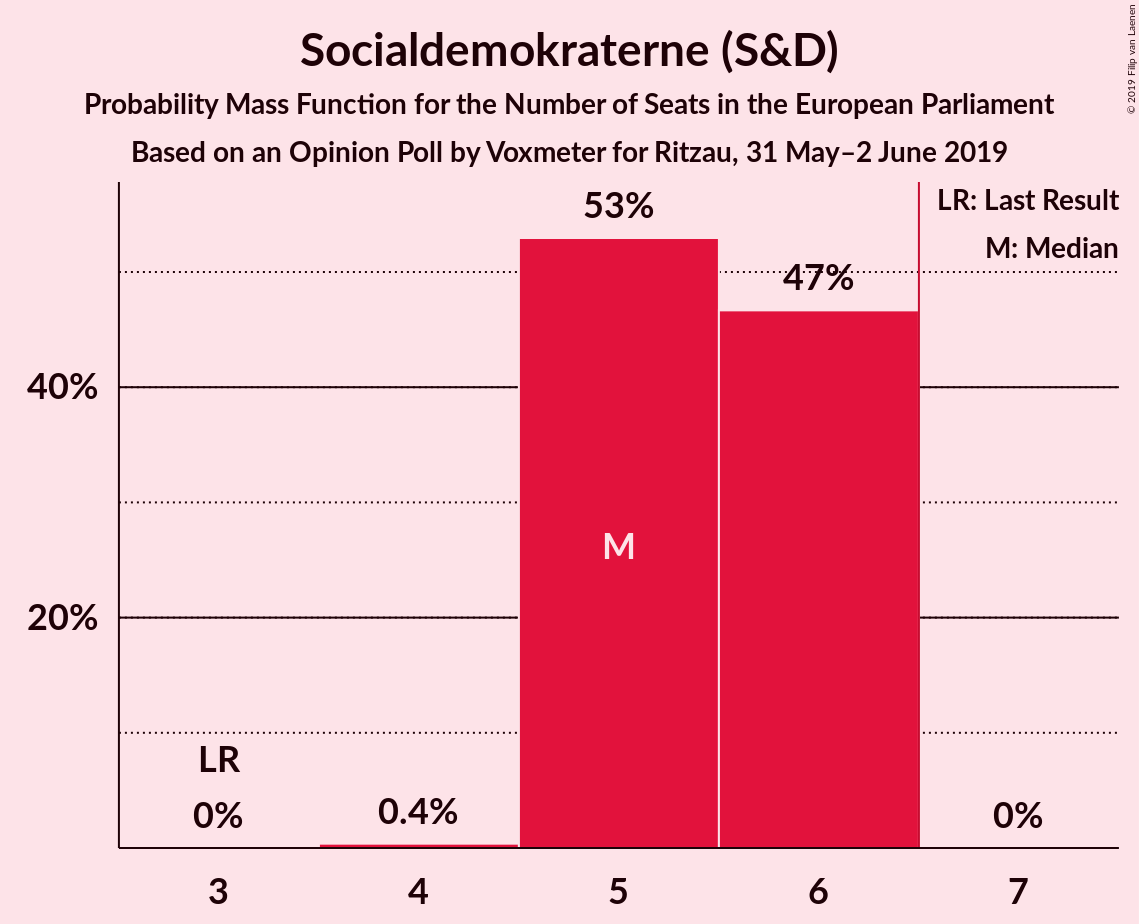 Socialdemokraterne (S&D)
Probability Mass Function for the Number of Seats in the European Parliament
Based on an Opinion Poll by Voxmeter for Ritzau, 31 May–2 June 2019
© 2019 Filip van Laenen
LR: Last Result
M: Median
53%
47%
40%
M
20%
LR
0%
0.4%
0%
3
4
5
6
7